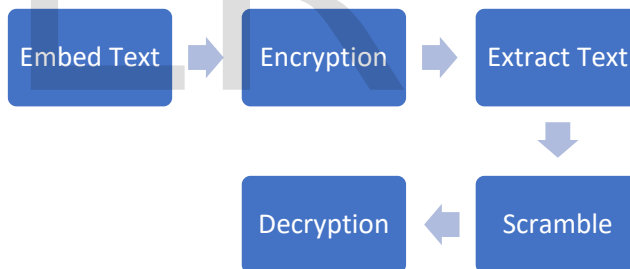 Embed Text
Encryption
Extract Text
Scramble
Decryption